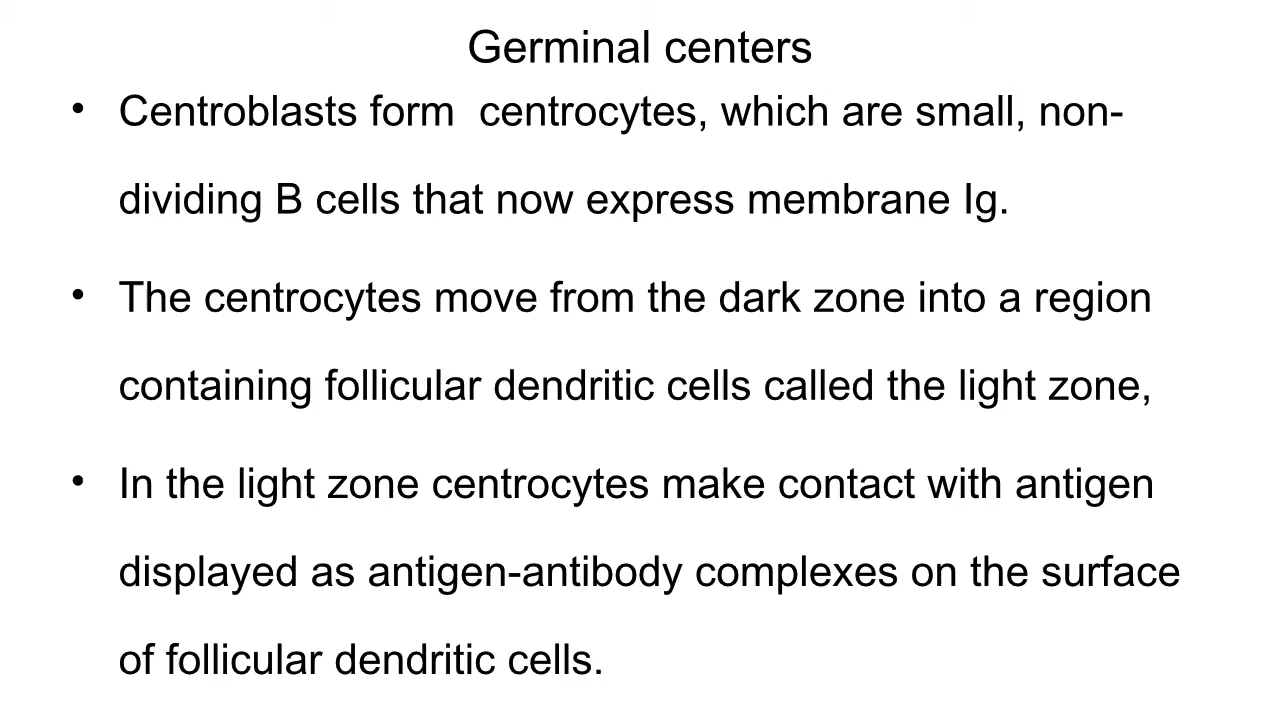 Germinal centers
• Centroblasts form  centrocytes, which are small, non-
dividing B cells that now express membrane Ig.
• The centrocytes move from the dark zone into a region
containing follicular dendritic cells called the light zone,
• In the light zone centrocytes make contact with antigen
displayed as antigen-antibody complexes on the surface
of follicular dendritic cells.